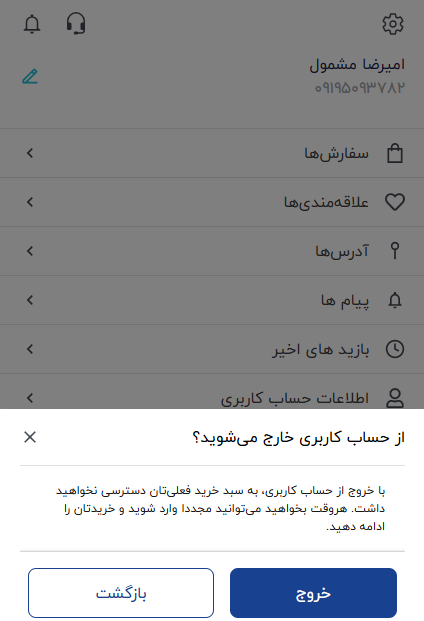 امیرضا مشمول
۰۹۱۹۵۰۹۳۷۸۲
سفارش‌ها
علاقه‌مندی‌ها
آدرس‌ها
پیام ها
بازید های اخیر
اطلاعات حساب کاربری
از حساب کاربری خارج می‌شوید؟
با خروج از حساب کاربری، به سبد خرید فعلی‌تان دسترسی نخواهید
داشت. هروقت بخواهید می‌توانید مجددا وارد شوید و خریدتان را
ادامه دهید.
خروج
بازگشت